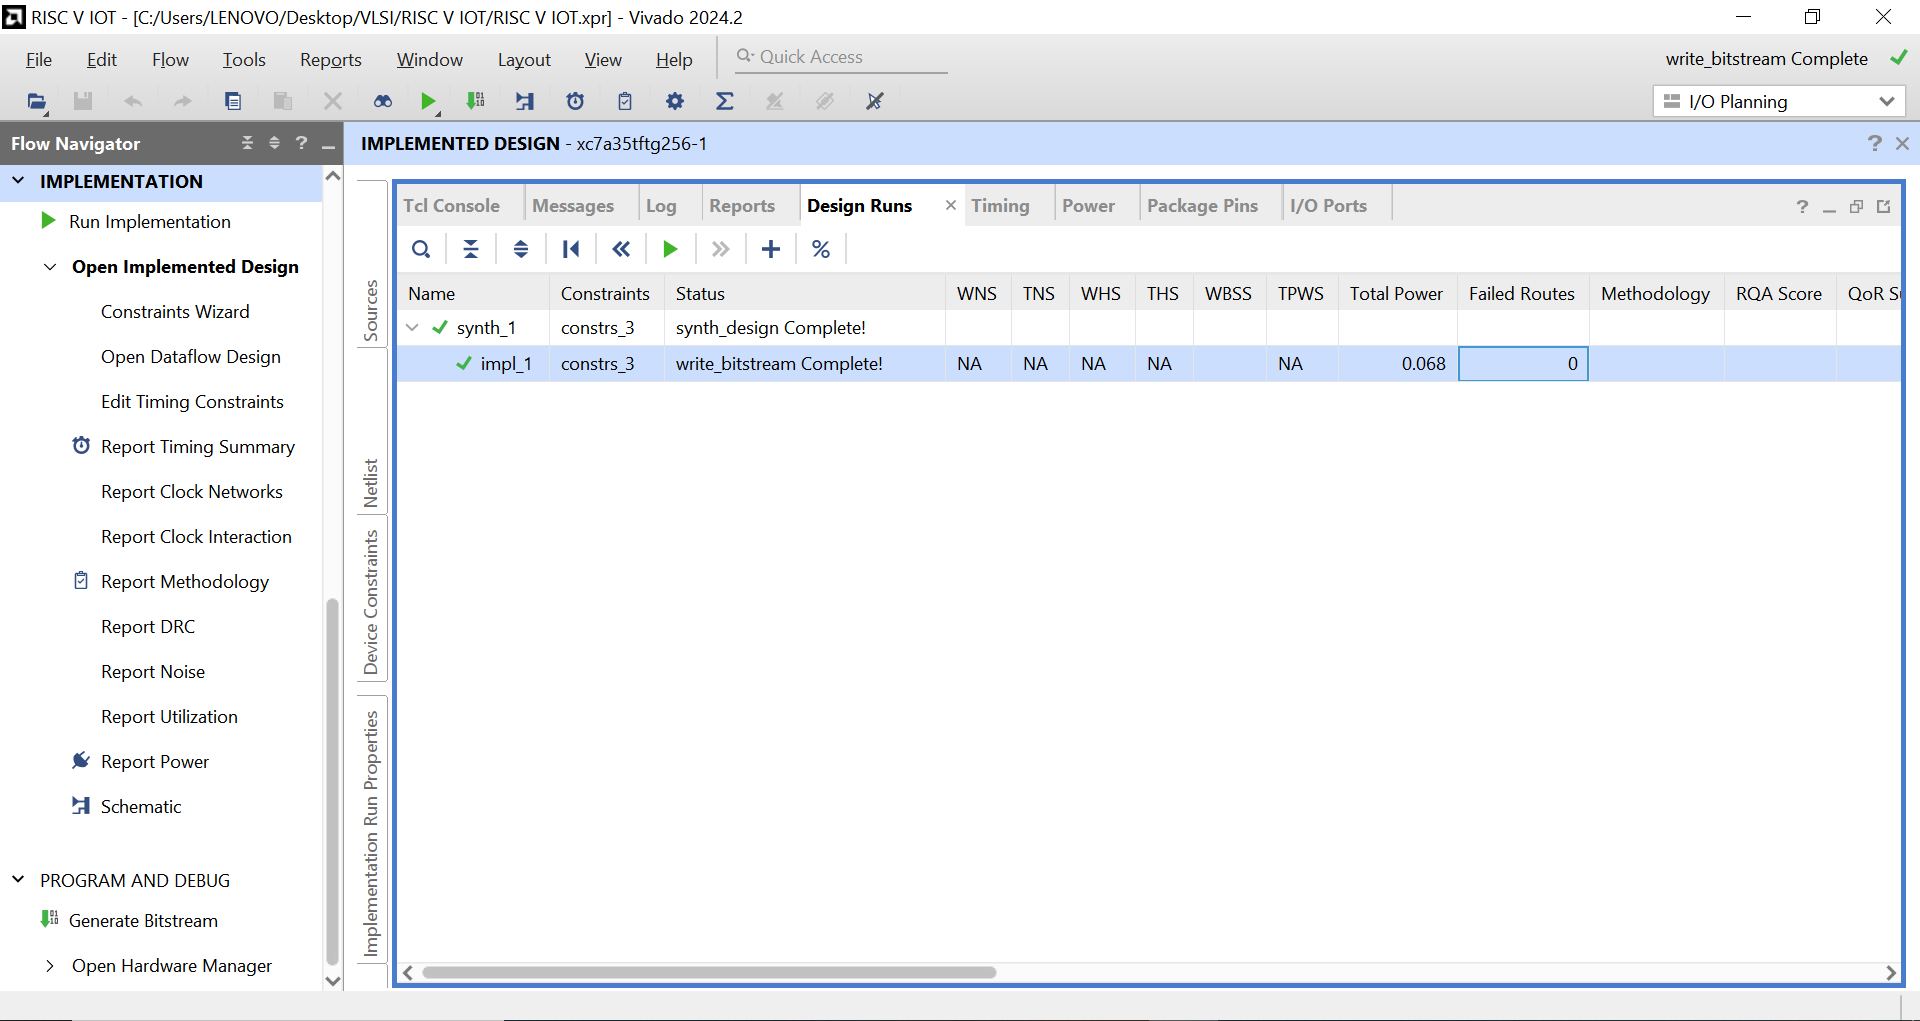 RISC V IOT - [C:/Users/LENOVO/Desktop/VLSI/RISC V IOT/RISC V IOT.xpr] - Vivado 2024.2
File Edit Flow Tools Reports Window Layout View Help Quick Access
write_bitstream Complete
I/O Planning
Flow Navigator
IMPLEMENTED DESIGN - xc7a35tftg256-1
IMPLEMENTATION
Run Implementation
Open Implemented Design
Constraints Wizard
Open Dataflow Design
Edit Timing Constraints
Report Timing Summary
Report Clock Networks
Report Clock Interaction
Report Methodology
Report DRC
Report Noise
Report Utilization
Report Power
Schematic
PROGRAM AND DEBUG
Generate Bitstream
Open Hardware Manager
Sources
Netlist
Device Constraints
Implementation Run Properties
Tcl Console Messages Log Reports Design Runs Timing Power Package Pins I/O Ports
Name Constraints Status WNS TNS WHS THS WBSS TPWS Total Power Failed Routes Methodology RQA Score QoR S
synth_1 constrs_3 synth_design Complete!
impl_1 constrs_3 write_bitstream Complete! NA NA NA NA NA 0.068 0